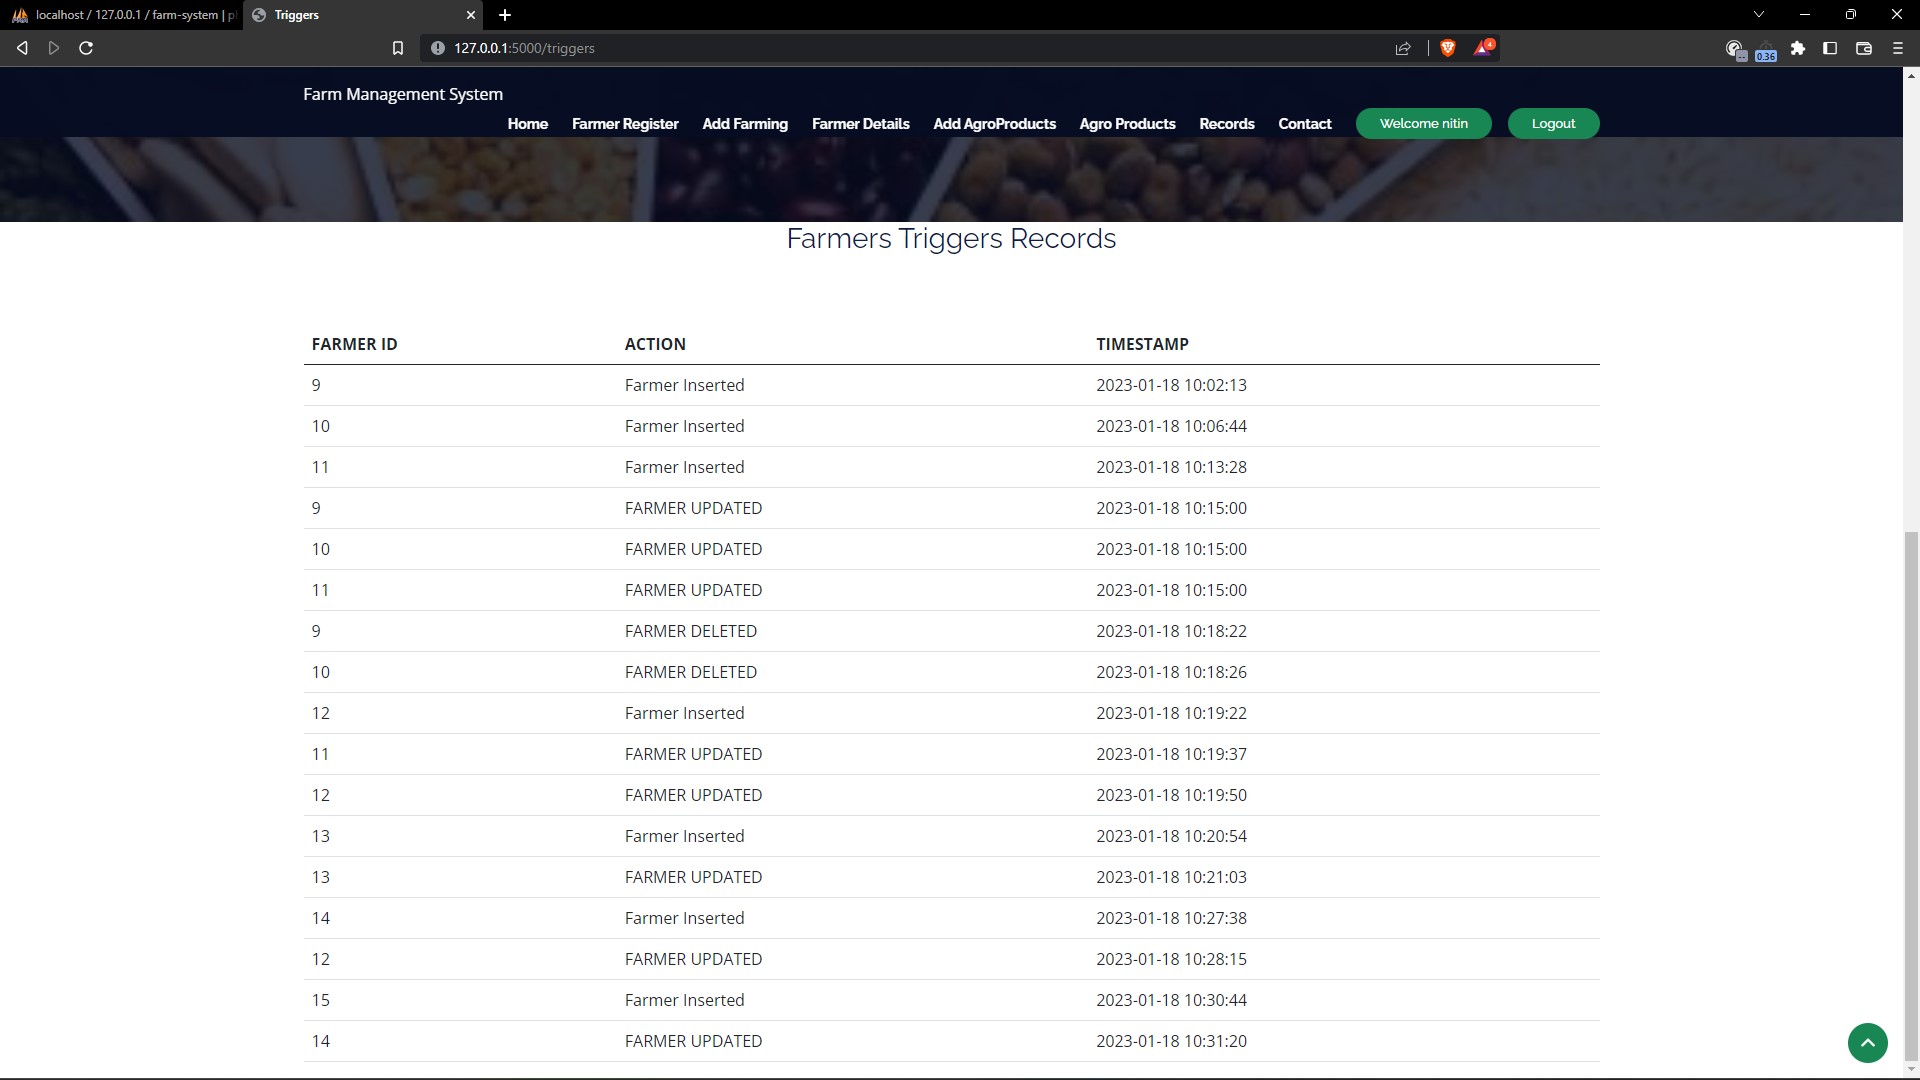 localhost / 127.0.0.1 / farm-system | p
Triggers
127.0.0.1:5000/triggers
4
0.36
Farm Management System
Home Farmer Register Add Farming Farmer Details Add AgroProducts Agro Products Records Contact Welcome nitin Logout
Farmers Triggers Records
FARMER ID ACTION TIMESTAMP
9 Farmer Inserted 2023-01-18 10:02:13
10 Farmer Inserted 2023-01-18 10:06:44
11 Farmer Inserted 2023-01-18 10:13:28
9 FARMER UPDATED 2023-01-18 10:15:00
10 FARMER UPDATED 2023-01-18 10:15:00
11 FARMER UPDATED 2023-01-18 10:15:00
9 FARMER DELETED 2023-01-18 10:18:22
10 FARMER DELETED 2023-01-18 10:18:26
12 Farmer Inserted 2023-01-18 10:19:22
11 FARMER UPDATED 2023-01-18 10:19:37
12 FARMER UPDATED 2023-01-18 10:19:50
13 Farmer Inserted 2023-01-18 10:20:54
13 FARMER UPDATED 2023-01-18 10:21:03
14 Farmer Inserted 2023-01-18 10:27:38
12 FARMER UPDATED 2023-01-18 10:28:15
15 Farmer Inserted 2023-01-18 10:30:44
14 FARMER UPDATED 2023-01-18 10:31:20